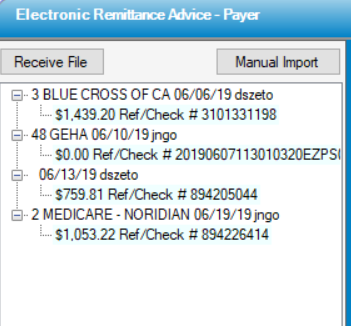 Electronic Remittance Advice - Payer
Receive File Manual Import
3 BLUE CROSS OF CA 06/06/19 dszeto
$1,439.20 Ref/Check # 3101331198
48 GEHA 06/10/19 jngo
$0.00 Ref/Check # 20190607113010320EZPS(
06/13/19 dszeto
$759.81 Ref/Check # 894205044
2 MEDICARE - NORIDIAN 06/19/19 jngo
$1,053.22 Ref/Check # 894226414